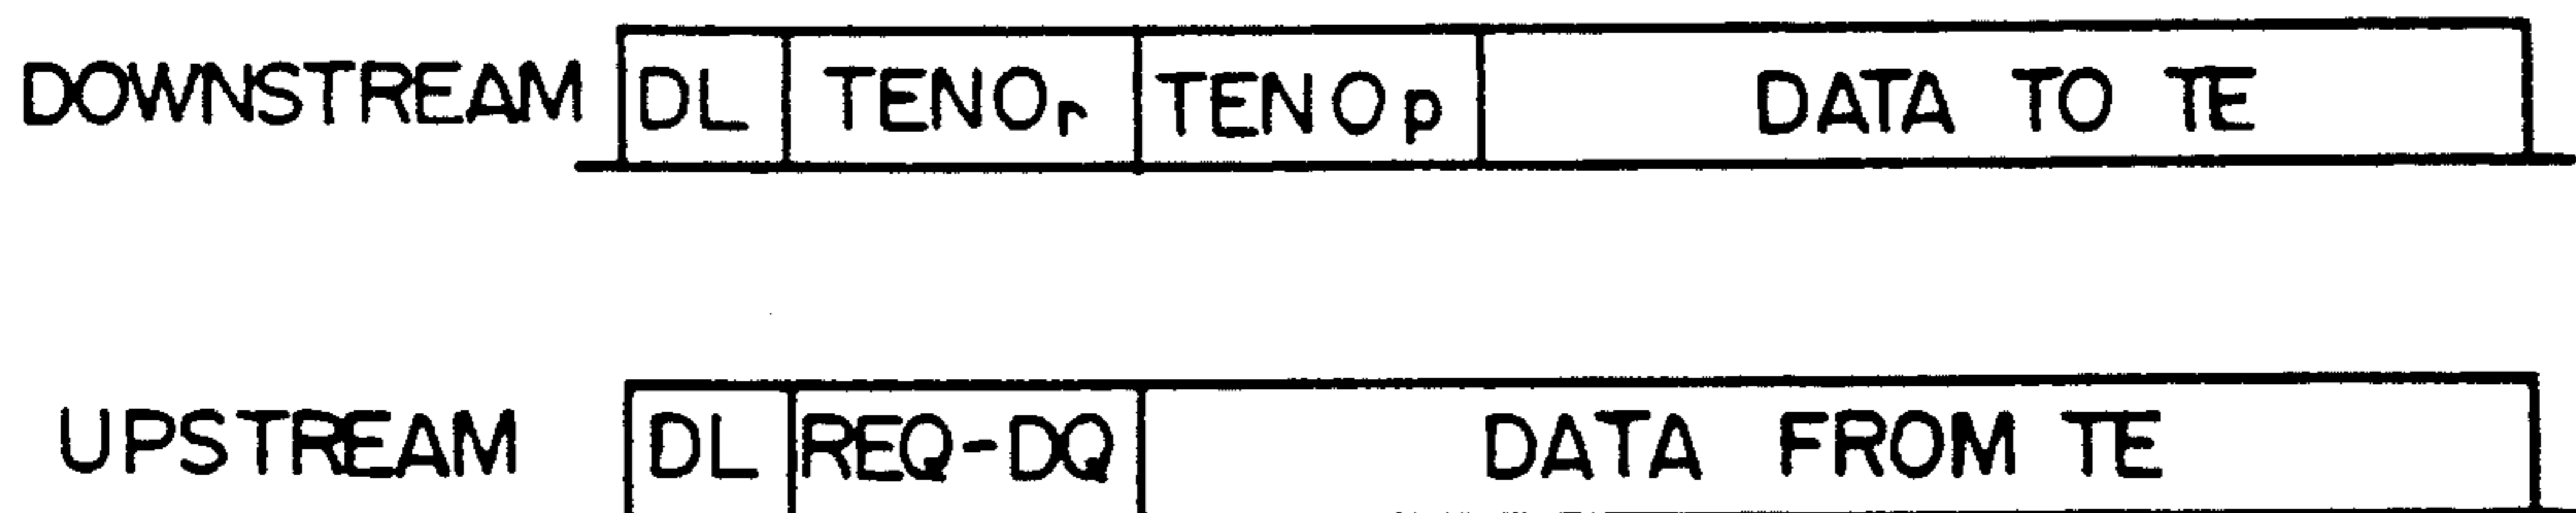 DOWNSTREAM DL TENOr TENOp DATA TO TE
UPSTREAM DL REQ-DQ DATA FROM TE